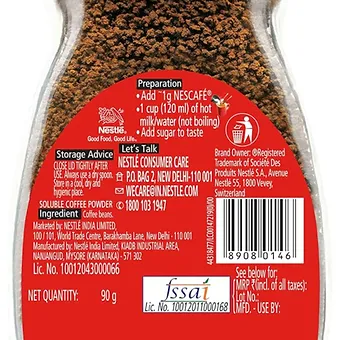 Preparation
• Add ~1g NESCAFÉ®
• 1 cup (120 ml) of hot
milk/water (not boiling)
• Add sugar to taste
Nestlé
Good Food, Good Life
Storage Advice
CLOSE LID TIGHTLY AFTER
USE. Always use a dry spoon.
Store in a cool, dry and
hygienic place.
Let's Talk
NESTLÉ CONSUMER CARE
P.O. BAG 2, NEW DELHI-110 001
WECARE@IN.NESTLE.COM
1800 103 1947
Brand Owner: ®Registered
Trademark of Société Des
Produits Nestlé S.A., Avenue
Nestlé 55, 1800 Vevey,
Switzerland
SOLUBLE COFFEE POWDER
Ingredient Coffee beans.
Marketed by: NESTLÉ INDIA LIMITED,
100 / 101, World Trade Centre, Barakhamba Lane, New Delhi - 110 001
Manufactured by: Nestlé India Limited, KIADB INDUSTRIAL AREA,
NANJANGUD, MYSORE (KARNATAKA) - 571 302
Lic. No. 10012043000066
8 9080146
NET QUANTITY: 90 g
fssai
Lic. No. 10012011000168
See below for:
MRP ₹(incl. of all taxes):
Lot No.:
MFD. - USE BY: